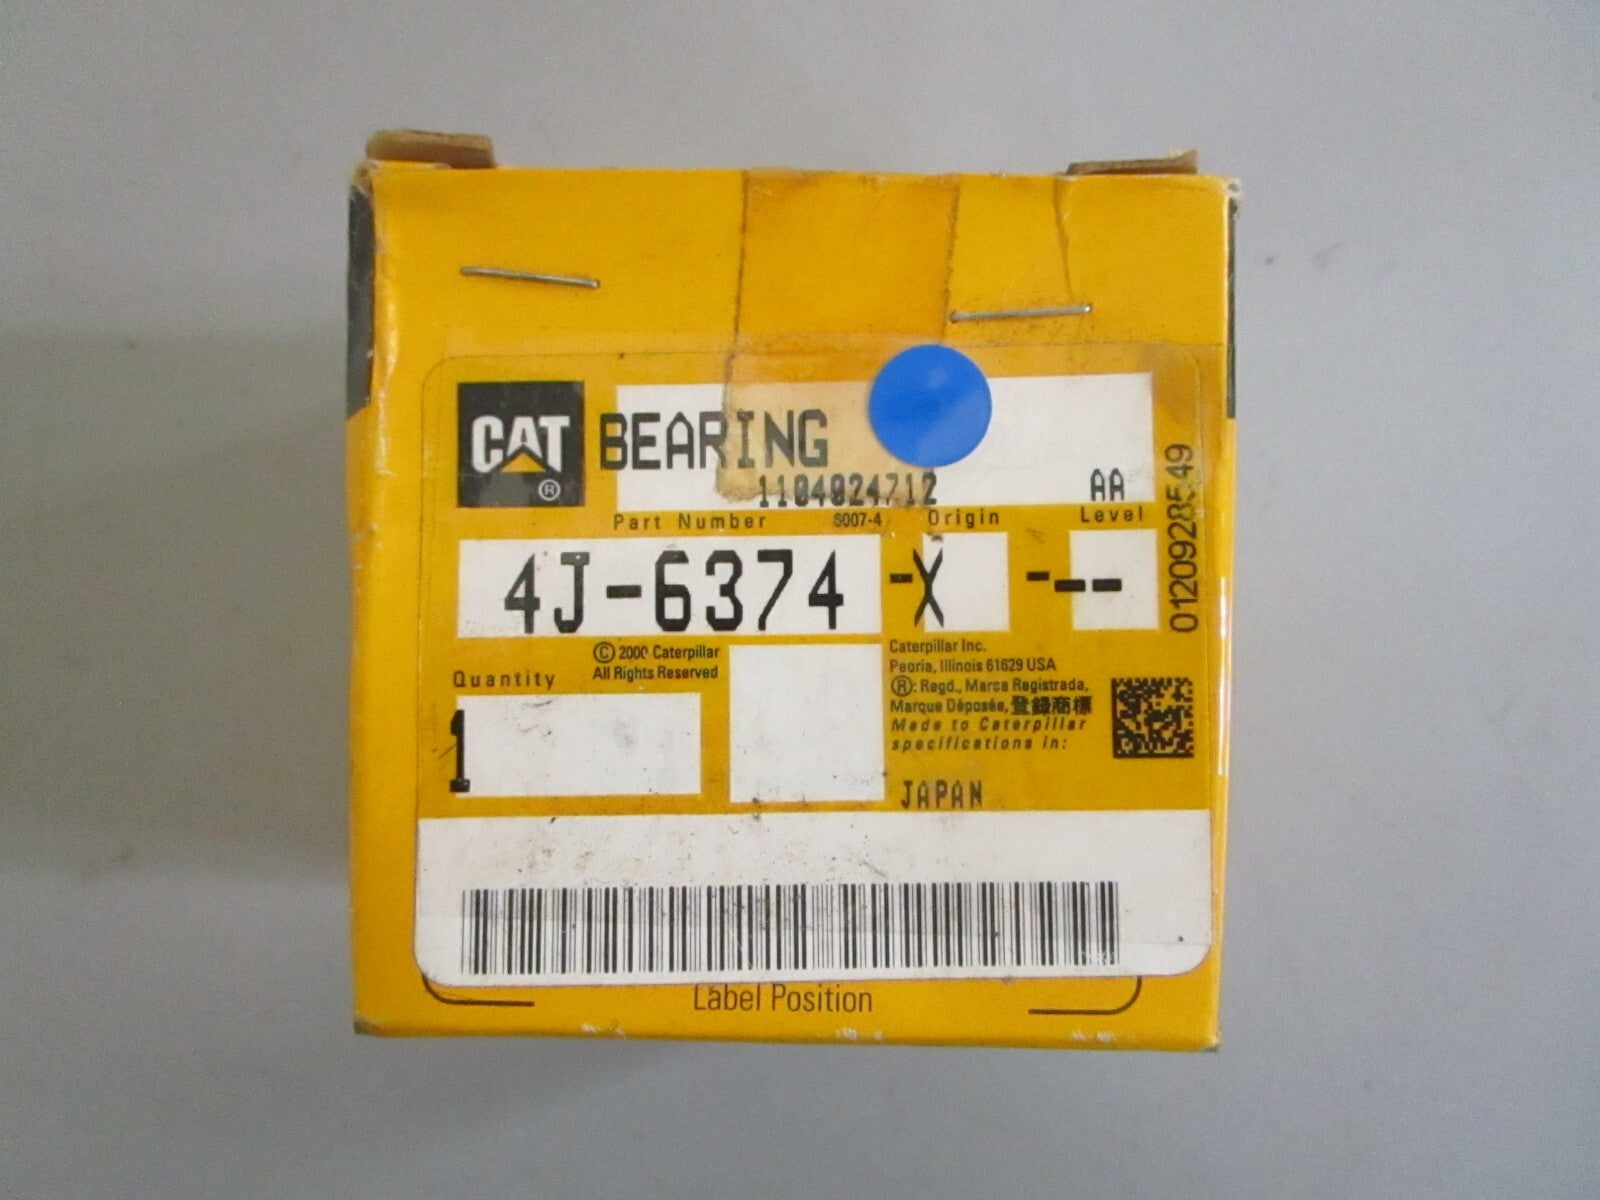 CAT ®
BEARING
1104024712
AA
Part Number S007-4 Origin Level
4J-6374 -X ---
01209285549
© 2000 Caterpillar
All Rights Reserved
Quantity
1
Caterpillar Inc.
Peoria, Illinois 61629 USA
®: Regd., Marca Registrada,
Marque Déposée, 登錄商標
Made to Caterpillar
specifications in:
JAPAN
Label Position